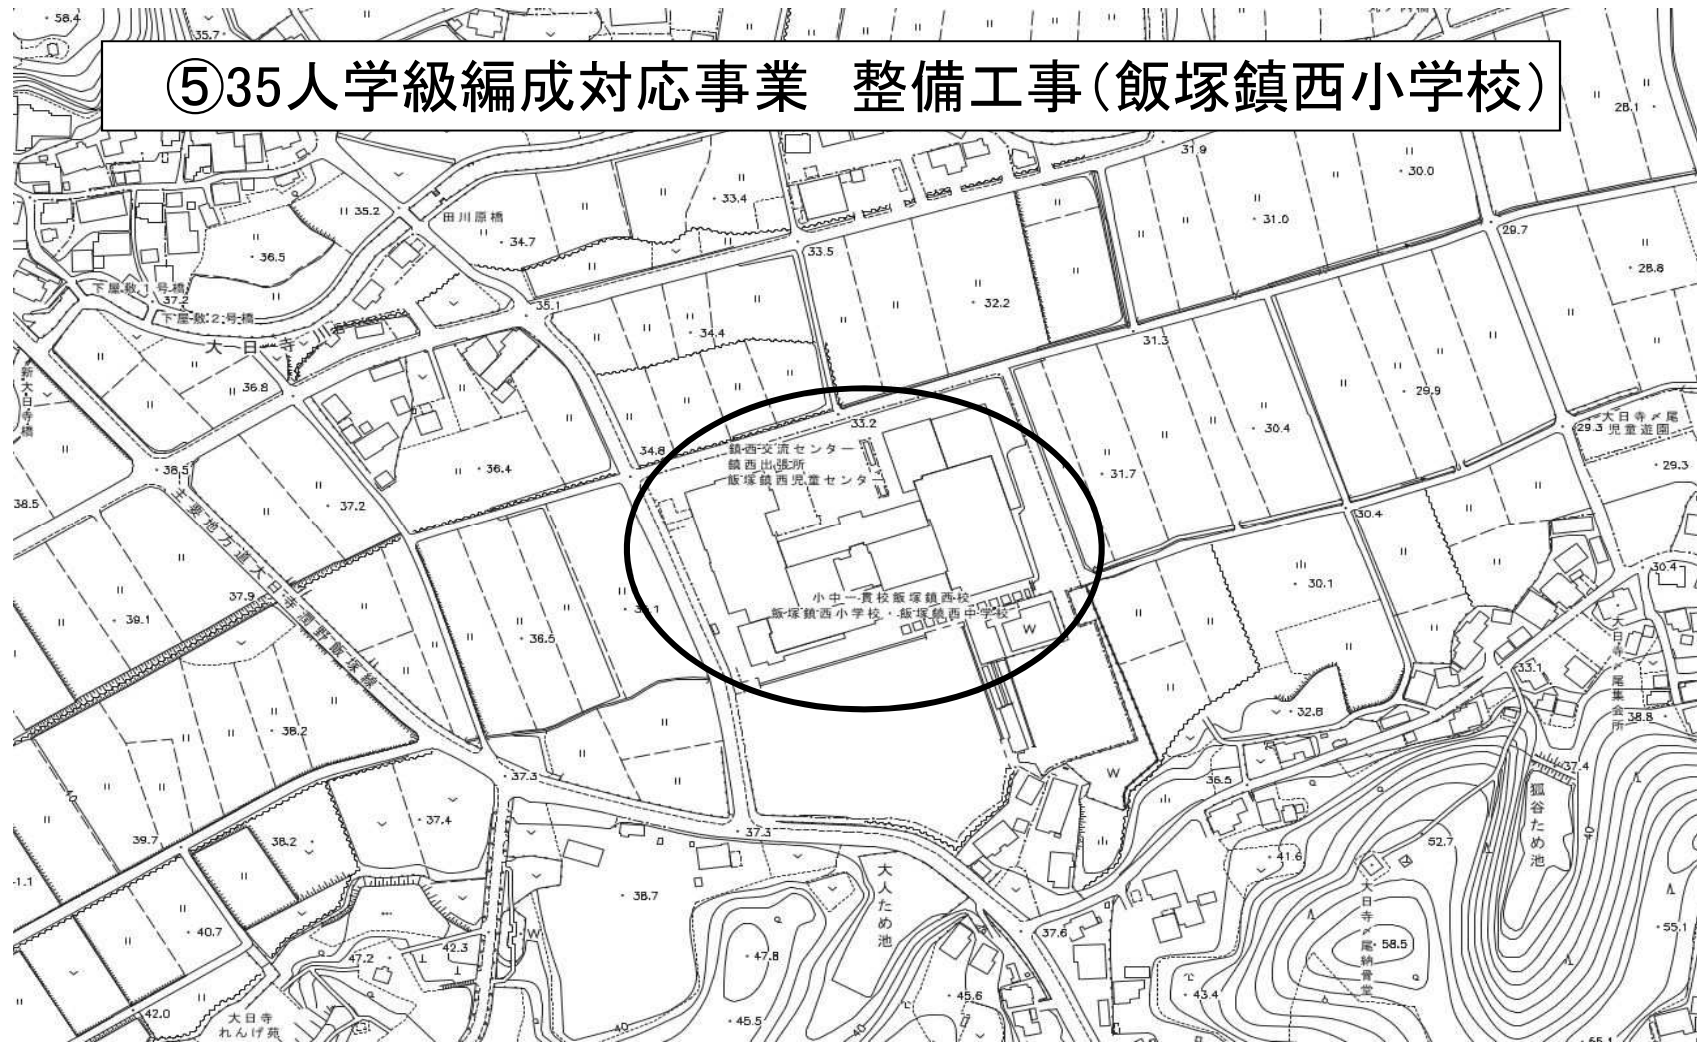 58.4
35.7
⑤35人学級編成対応事業　整備工事(飯塚鎮西小学校)
28.1
31.9
30.0
35.2
33.4
31.0
田川原橋
34.7
29.7
36.5
33.5
28.8
下屋敷1号橋
37.2
35.1
32.2
下屋敷2号橋
34.4
大日寺川
31.3
新大日寺橋
36.8
29.9
33.2
30.4
大日寺〆尾
児童遊園
29.3
34.8
鎮西交流センター
鎮西出張所
飯塚鎮西児童センタ
38.5
36.4
31.7
29.3
38.5
37.2
30.4
主要地方道大日寺潤野飯塚線
30.4
30.1
37.9
小中一貫校飯塚鎮西校
飯塚鎮西小学校・飯塚鎮西中学校
39.1
36.5
W
大日寺〆尾集会所
33.1
32.8
38.8
38.2
37.3
W
36.5
37.4
40
狐谷ため池
39.7
38.2
37.4
37.3
52.7
40
41.6
38.7
大人ため池
大日寺〆尾納骨堂
40.7
42.3
W
37.6
58.5
55.1
47.2
47.8
43.4
45.6
42.0
大日寺
れんげ苑
40
45.5
40